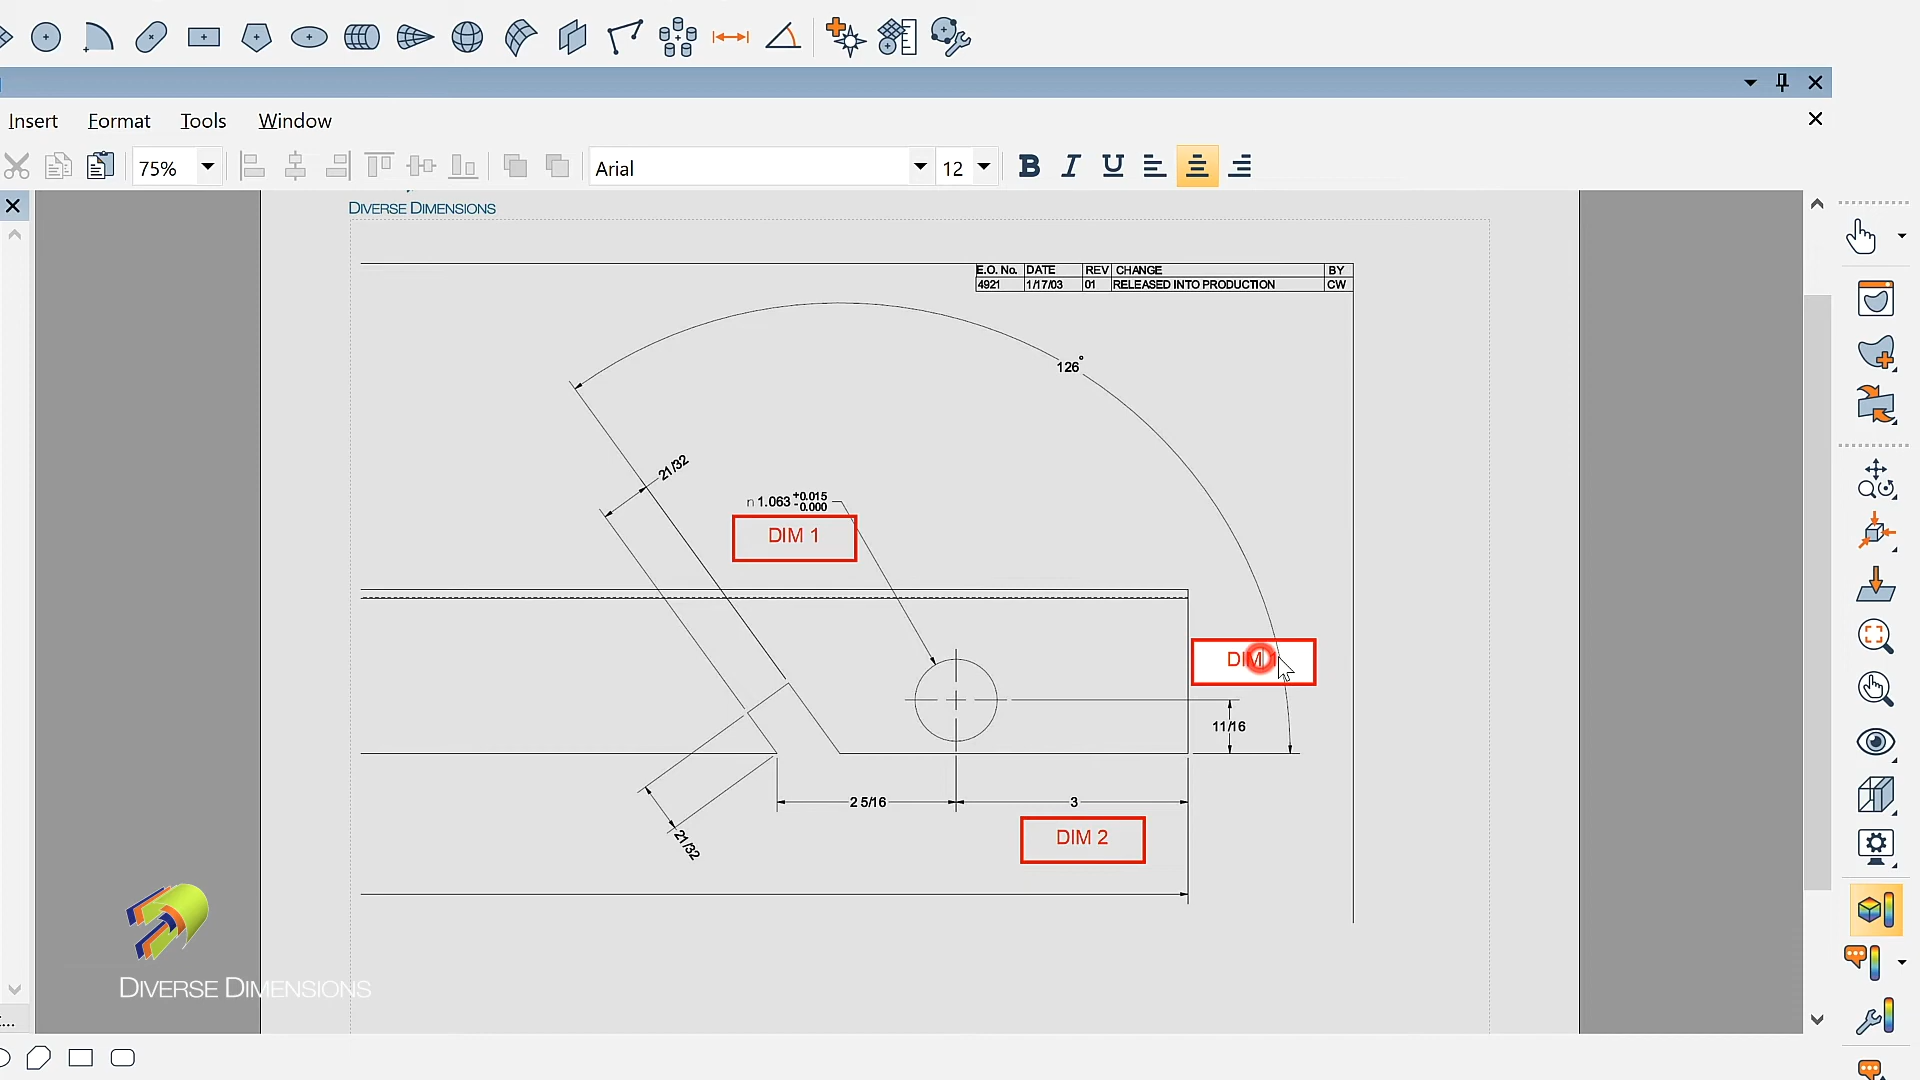 Insert Format Tools Window
75% Arial 12 B I U
DIVERSE DIMENSIONS
E.O. No. DATE REV CHANGE BY
4921 1/17/03 01 RELEASED INTO PRODUCTION CW
126°
21/32
n 1.063 +0.015 -0.000
DIM 1
DIM 1
11/16
2 5/16 3
DIM 2
21/32
DIVERSE DIMENSIONS